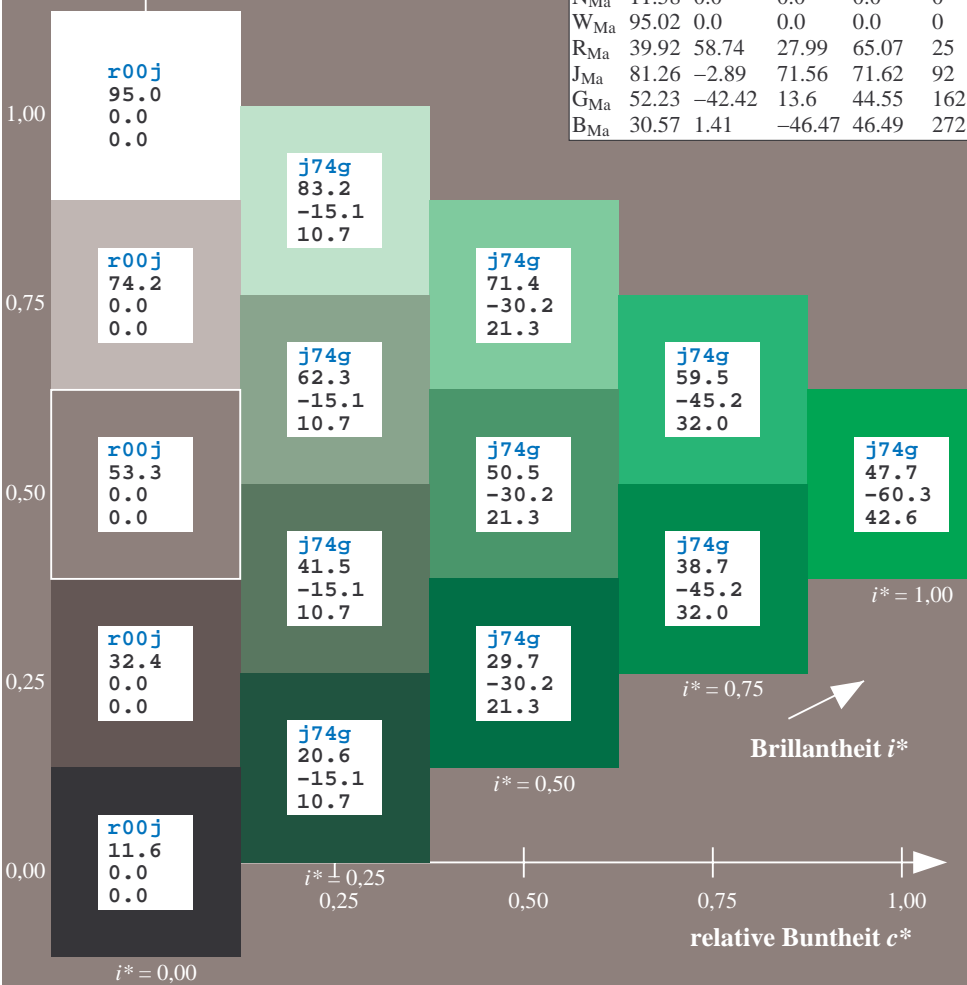 W_Ma 95.02 0.0 0.0 0.0 0
R_Ma 39.92 58.74 27.99 65.07 25
J_Ma 81.26 −2.89 71.56 71.62 92
G_Ma 52.23 −42.42 13.6 44.55 162
B_Ma 30.57 1.41 −46.47 46.49 272
1,00
r00j
95.0
0.0
0.0
j74g
83.2
-15.1
10.7
0,75
r00j
74.2
0.0
0.0
j74g
71.4
-30.2
21.3
j74g
62.3
-15.1
10.7
j74g
59.5
-45.2
32.0
0,50
r00j
53.3
0.0
0.0
j74g
50.5
-30.2
21.3
j74g
47.7
-60.3
42.6
i* = 1,00
j74g
41.5
-15.1
10.7
j74g
38.7
-45.2
32.0
i* = 0,75
0,25
r00j
32.4
0.0
0.0
j74g
29.7
-30.2
21.3
i* = 0,50
Brillantheit i*
j74g
20.6
-15.1
10.7
i* = 0,25
0,00
r00j
11.6
0.0
0.0
i* = 0,00
0,25 0,50 0,75 1,00
relative Buntheit c*